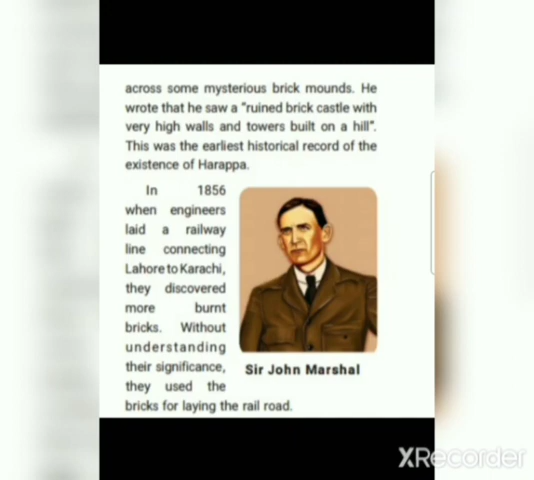 across some mysterious brick mounds. He
wrote that he saw a "ruined brick castle with
very high walls and towers built on a hill".
This was the earliest historical record of the
existence of Harappa.
In 1856
when engineers
laid a railway
line connecting
Lahore to Karachi,
they discovered
more burnt
bricks. Without
understanding
their significance,
they used the
bricks for laying the rail road.
Sir John Marshal
XRecorder